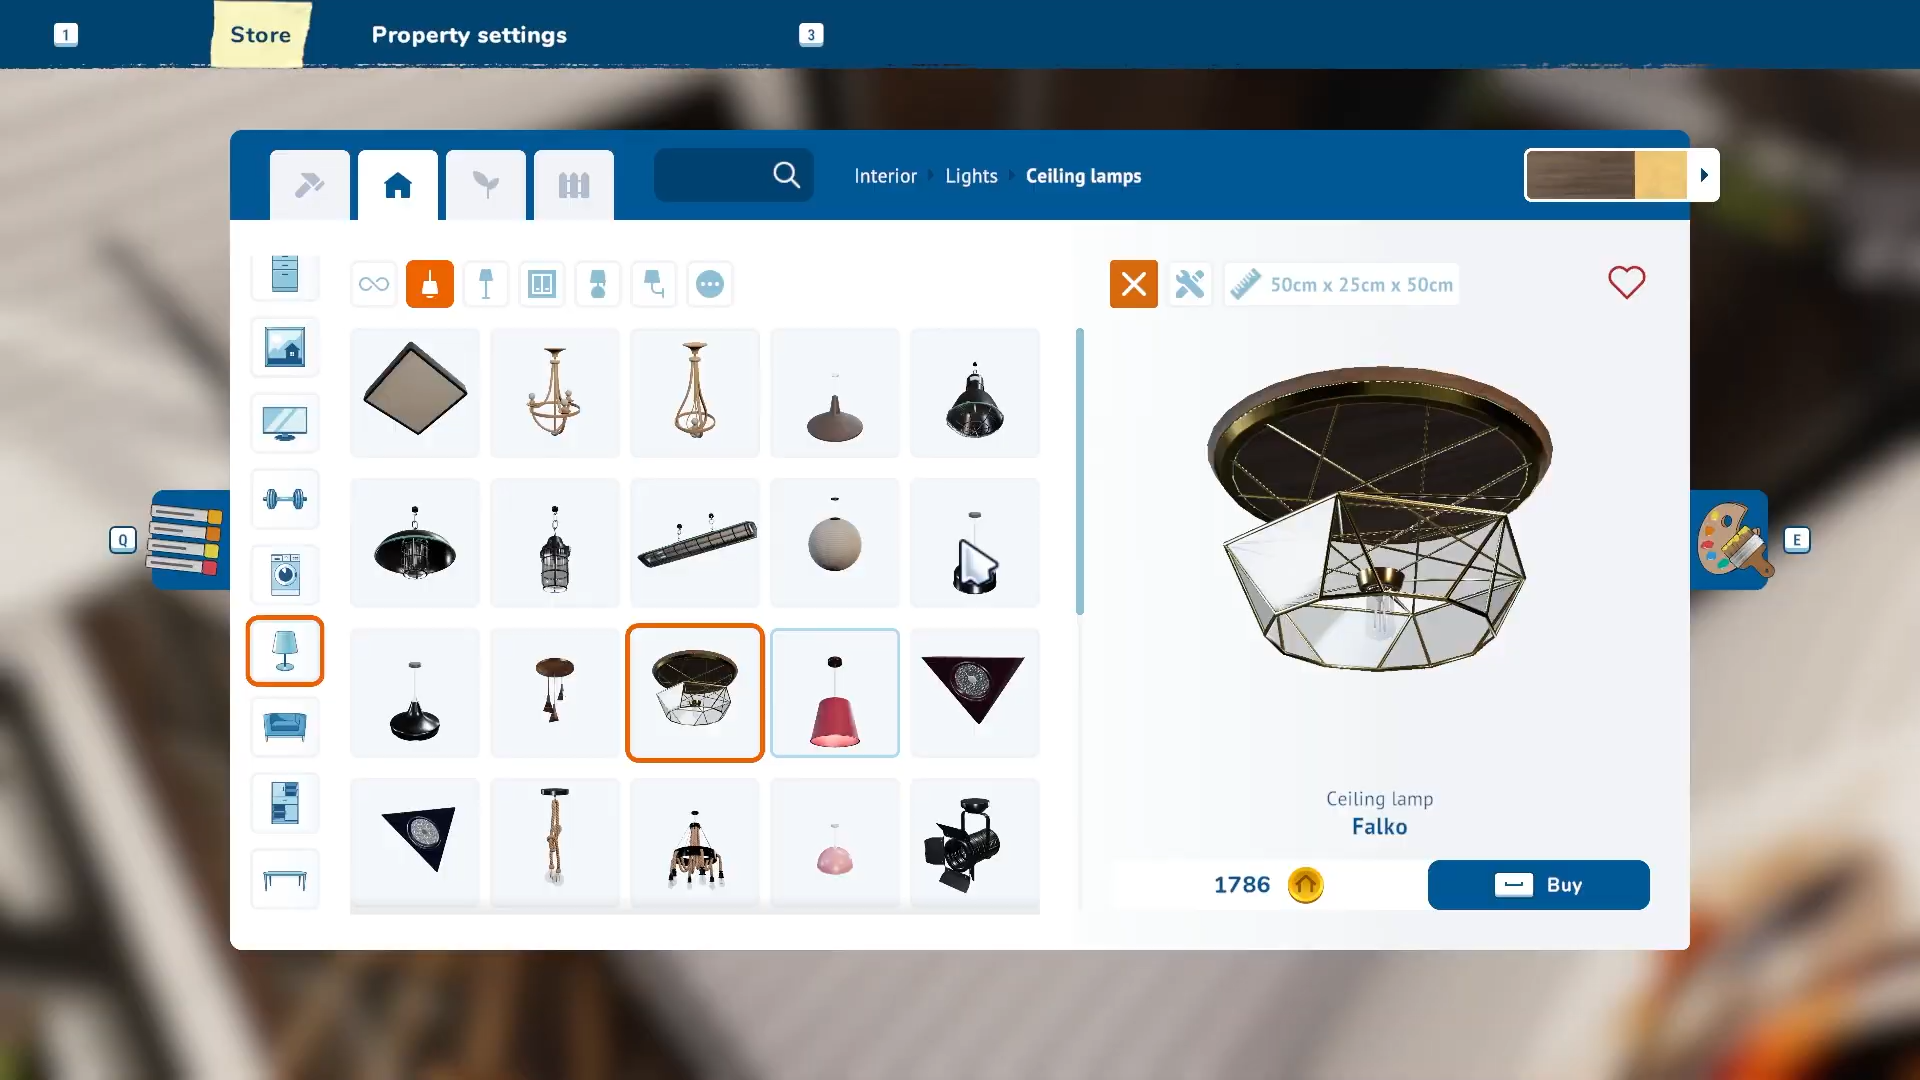 1
Store
Property settings
3
Interior
Lights
Ceiling lamps
50cm x 25cm x 50cm
Q
E
Ceiling lamp
Falko
1786
Buy